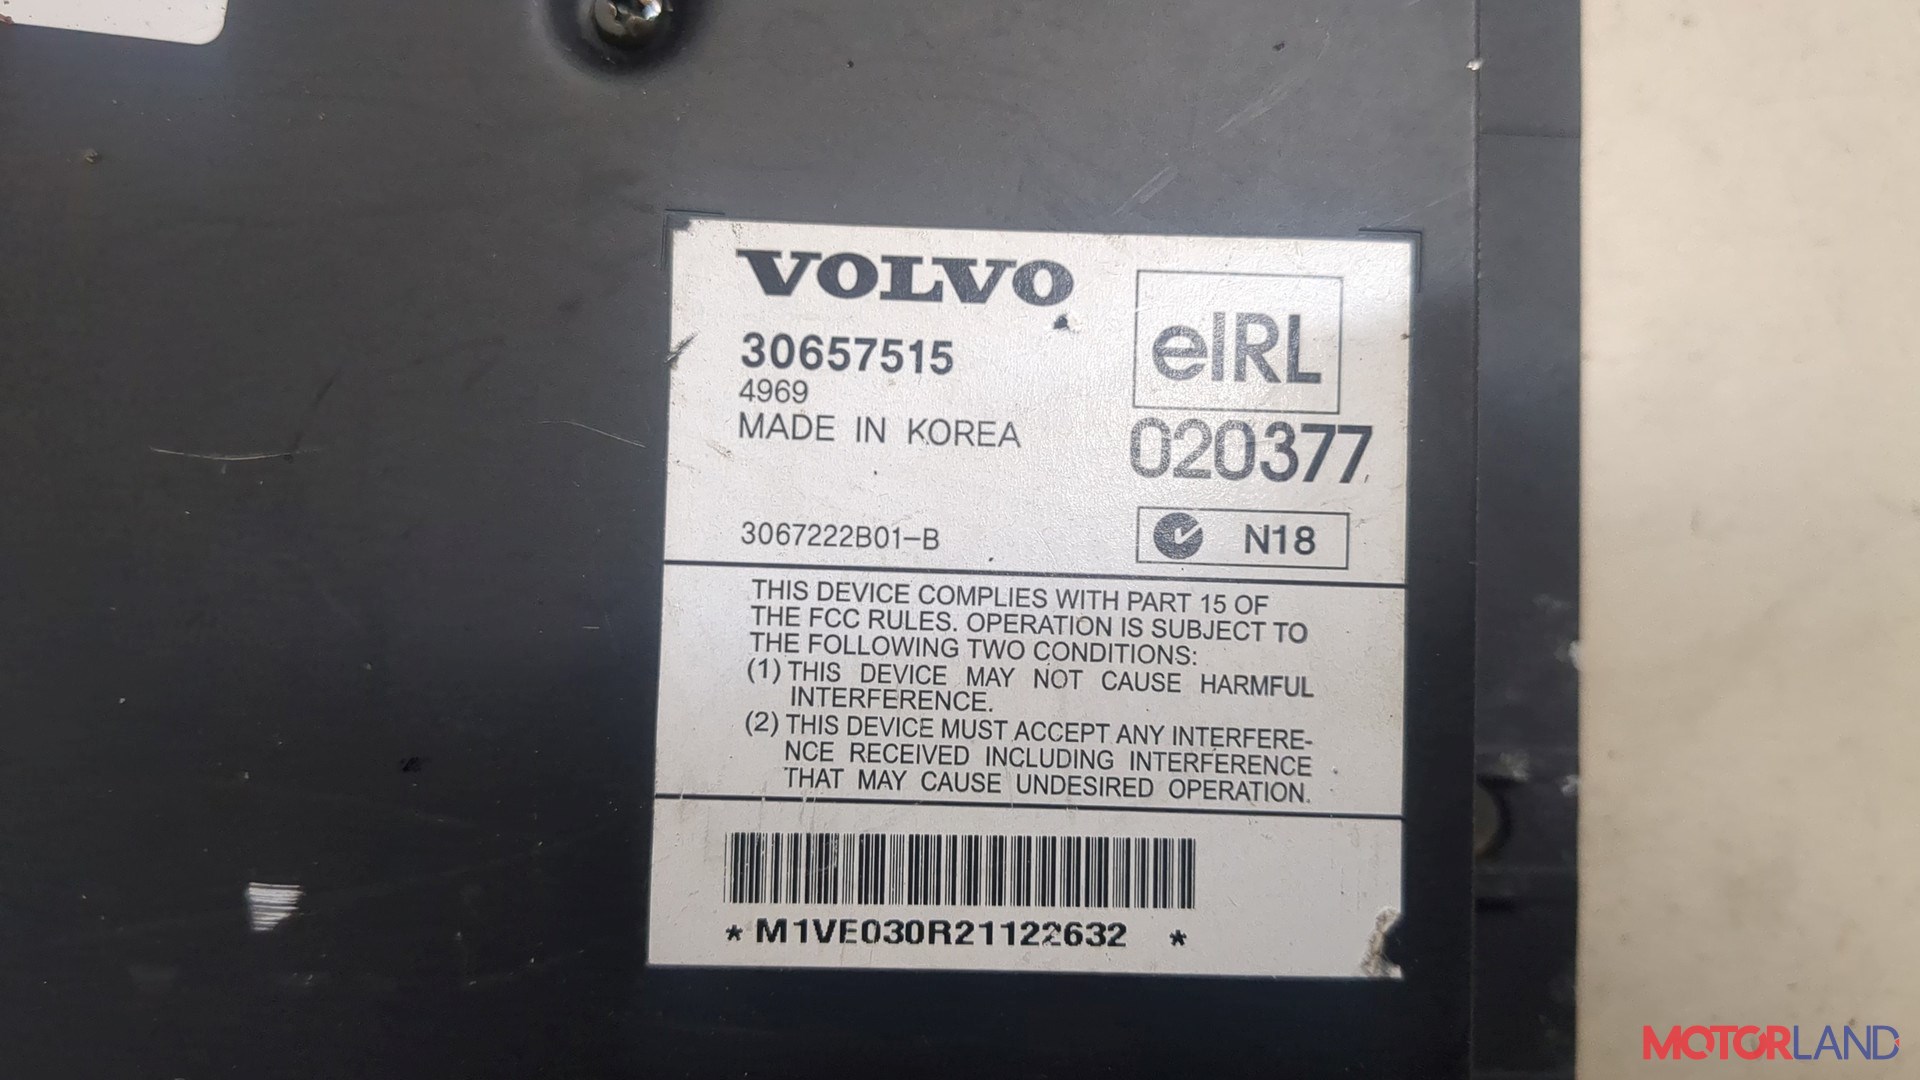 VOLVO
30657515
4969
MADE IN KOREA
eIRL
020377
3067222B01-B
N18
THIS DEVICE COMPLIES WITH PART 15 OF
THE FCC RULES. OPERATION IS SUBJECT TO
THE FOLLOWING TWO CONDITIONS:
(1) THIS DEVICE MAY NOT CAUSE HARMFUL
INTERFERENCE.
(2) THIS DEVICE MUST ACCEPT ANY INTERFERE-
NCE RECEIVED INCLUDING INTERFERENCE
THAT MAY CAUSE UNDESIRED OPERATION.
* M1VE030R21122632 *
MOTORLAND